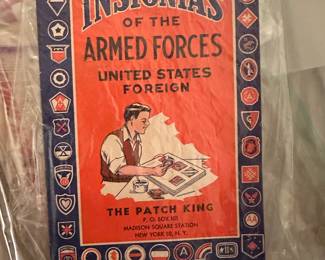 INSIGNIAS
OF THE
ARMED FORCES
UNITED STATES
FOREIGN
THE PATCH KING
P. O. BOX 101
MADISON SQUARE STATION
NEW YORK 10, N. Y.